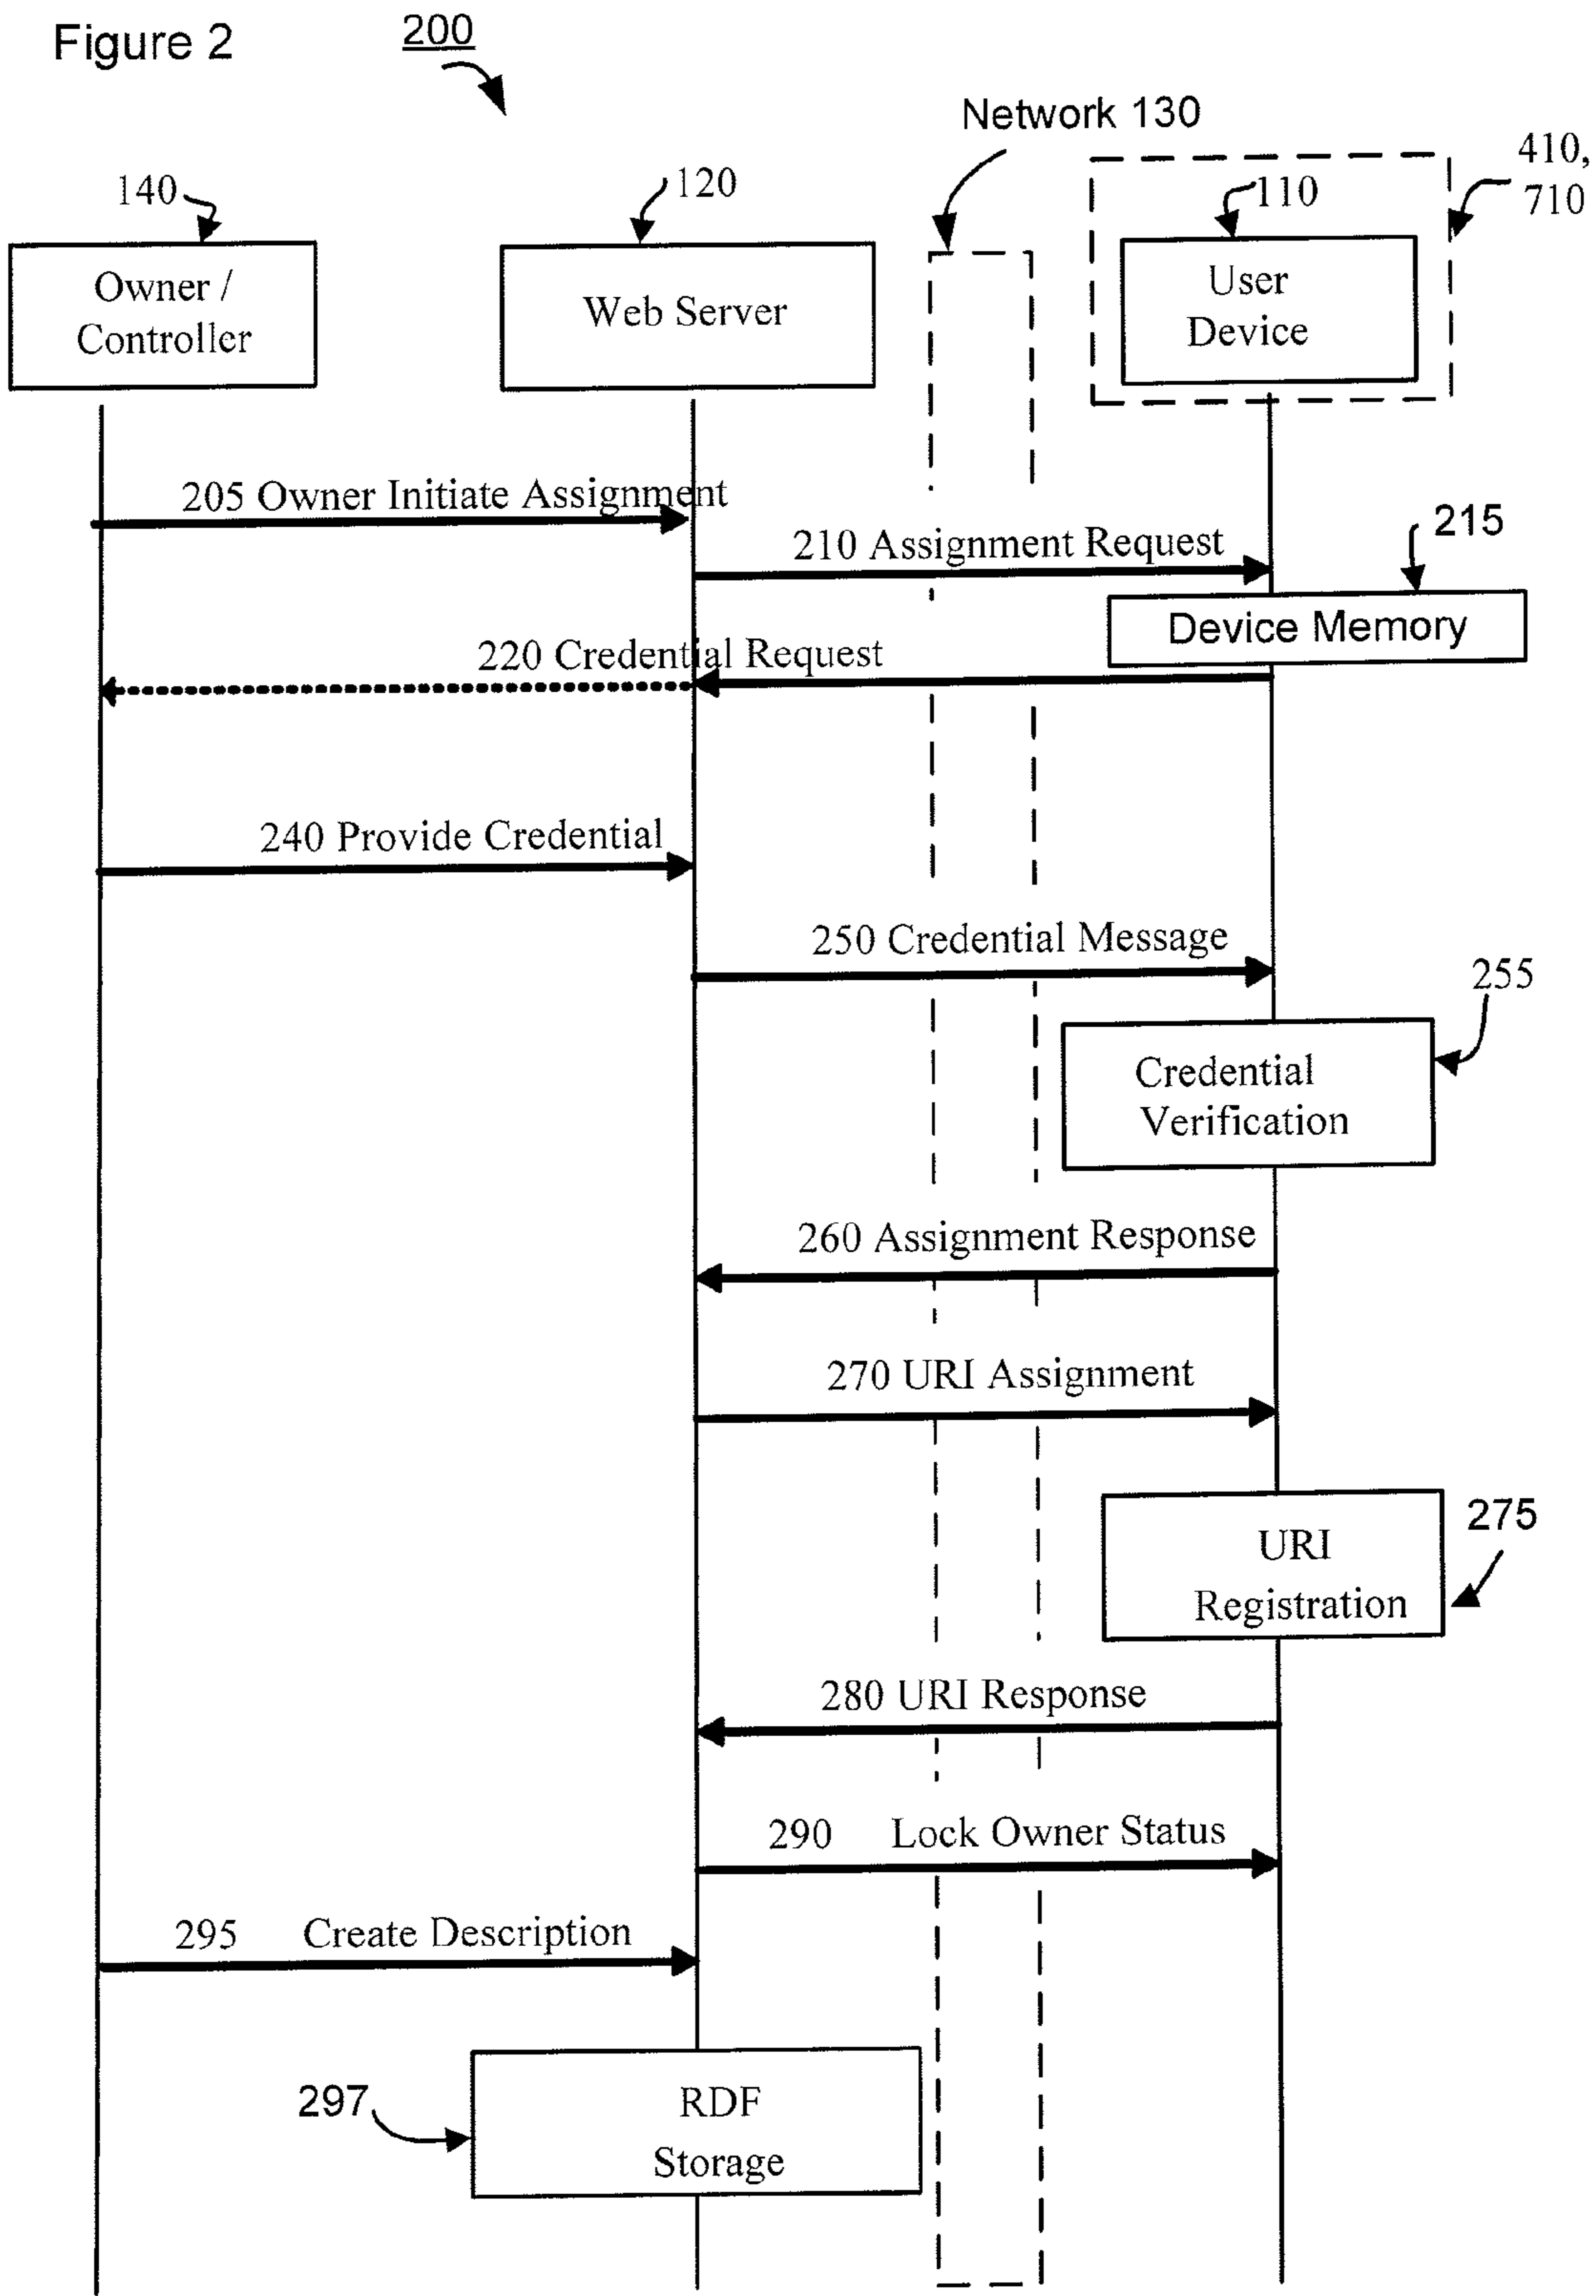 Figure 2
200
Network 130
410,
710
140
120
110
Owner /
Controller
Web Server
User
Device
205 Owner Initiate Assignment
210 Assignment Request
215
Device Memory
220 Credential Request
240 Provide Credential
250 Credential Message
255
Credential
Verification
260 Assignment Response
270 URI Assignment
275
URI
Registration
280 URI Response
290 Lock Owner Status
295 Create Description
297
RDF
Storage